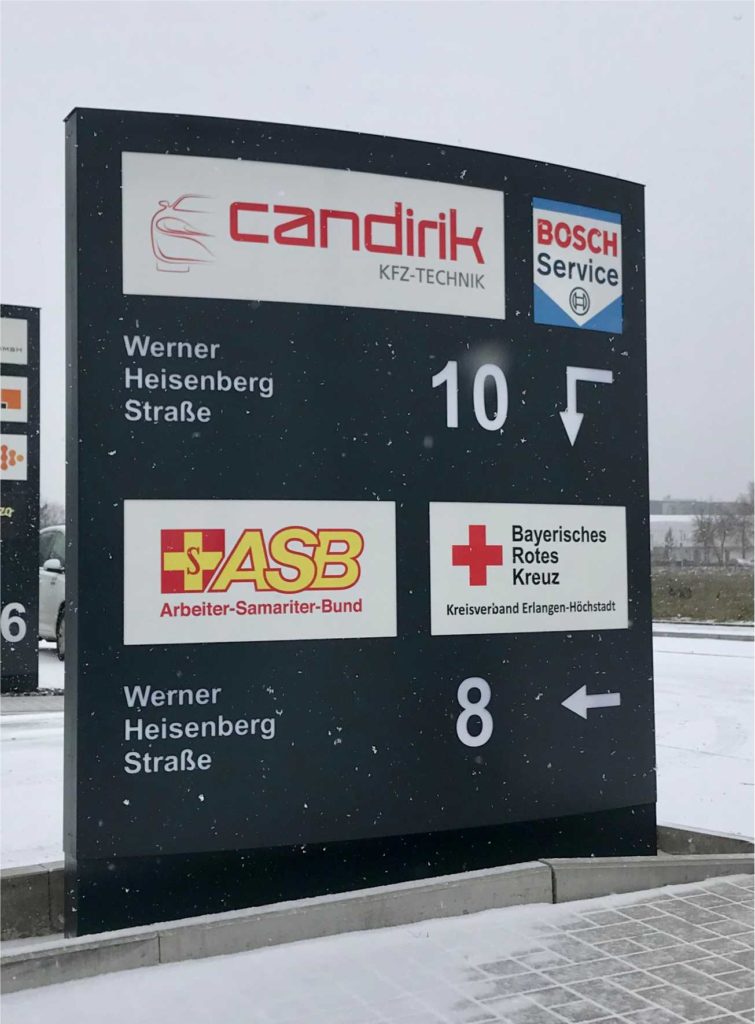 candirik
KFZ-TECHNIK
BOSCH
Service
Werner
Heisenberg
Straße
10
ASB
Arbeiter-Samariter-Bund
Bayerisches
Rotes
Kreuz
Kreisverband Erlangen-Höchstadt
Werner
Heisenberg
Straße
8
6